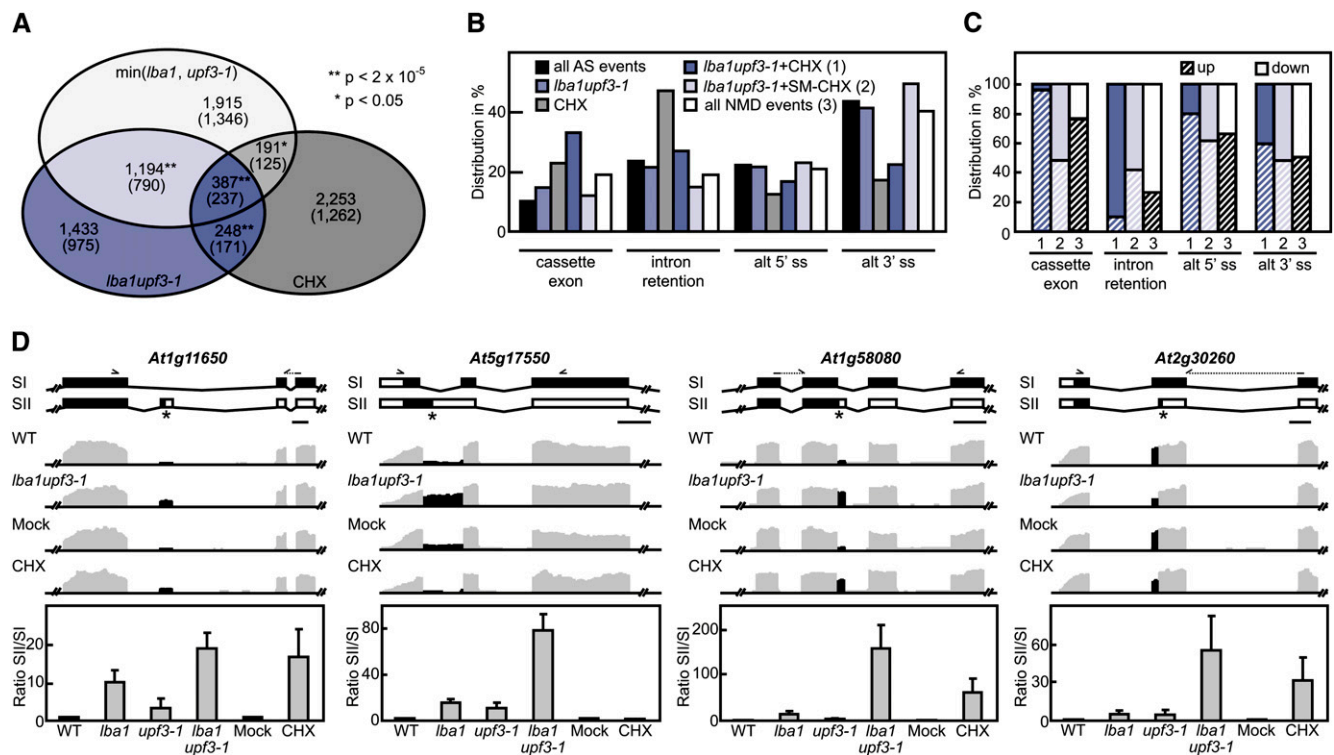 A
min(lba1, upf3-1)
** p < 2 x 10-5
* p < 0.05
1,915
(1,346)
191*
(125)
1,194**
(790)
387**
(237)
2,253
(1,262)
1,433
(975)
248**
(171)
lba1upf3-1
CHX
B
Distribution in %
40
20
0
all AS events
lba1upf3-1
CHX
lba1upf3-1+CHX (1)
lba1upf3-1+SM-CHX (2)
all NMD events (3)
cassette
exon
intron
retention
alt 5' ss
alt 3' ss
C
up
down
Distribution in %
100
80
60
40
20
0
1 2 3 1 2 3 1 2 3 1 2 3
cassette
exon
intron
retention
alt 5' ss
alt 3' ss
D
At1g11650
SI
SII
*
WT
lba1upf3-1
Mock
CHX
Ratio SII/SI
20
10
0
WT lba1 upf3-1 lba1 Mock CHX
upf3-1
At5g17550
SI
SII
*
WT
lba1upf3-1
Mock
CHX
Ratio SII/SI
80
40
0
WT lba1 upf3-1 lba1 Mock CHX
upf3-1
At1g58080
SI
SII
*
WT
lba1upf3-1
Mock
CHX
Ratio SII/SI
200
100
0
WT lba1 upf3-1 lba1 Mock CHX
upf3-1
At2g30260
SI
SII
*
WT
lba1upf3-1
Mock
CHX
Ratio SII/SI
60
30
0
WT lba1 upf3-1 lba1 Mock CHX
upf3-1